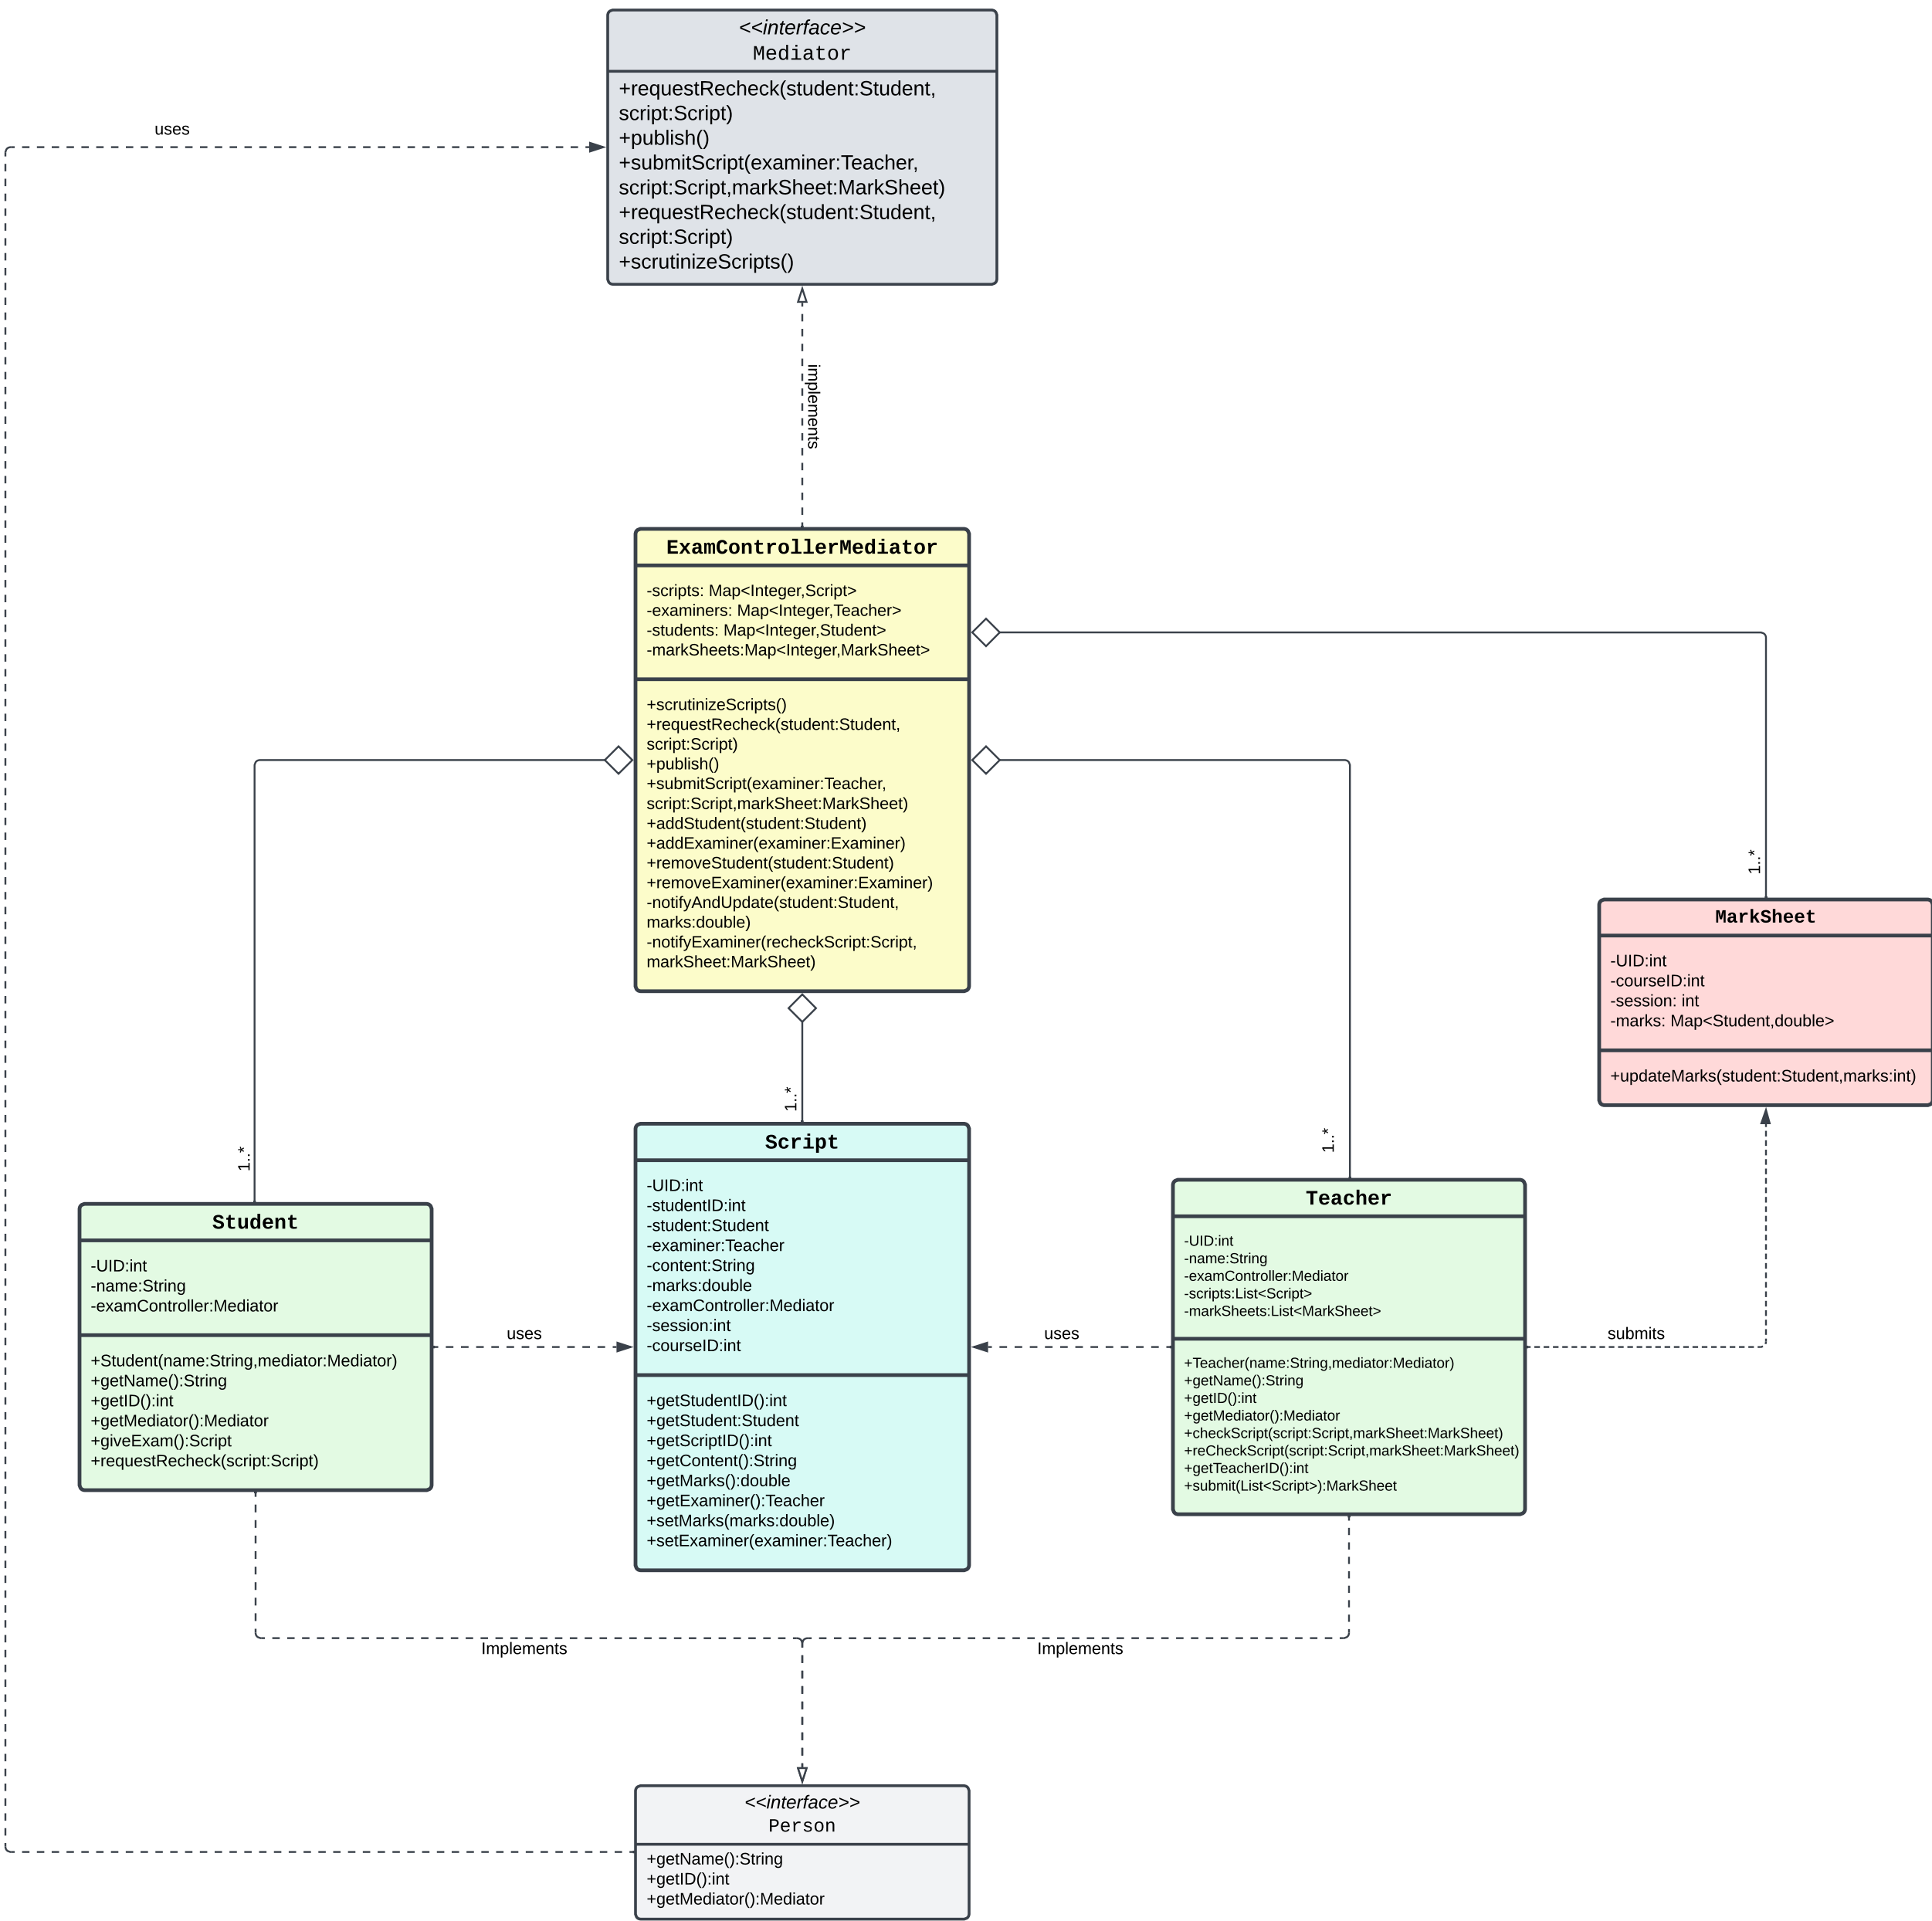 <<interface>>
Mediator
+requestRecheck(student:Student,
script:Script)
+publish()
+submitScript(examiner:Teacher,
script:Script,markSheet:MarkSheet)
+requestRecheck(student:Student,
script:Script)
+scrutinizeScripts()
uses
implements
ExamControllerMediator
-scripts: Map<Integer,Script>
-examiners: Map<Integer,Teacher>
-students: Map<Integer,Student>
-markSheets:Map<Integer,MarkSheet>
+scrutinizeScripts()
+requestRecheck(student:Student,
script:Script)
+publish()
+submitScript(examiner:Teacher,
script:Script,markSheet:MarkSheet)
+addStudent(student:Student)
+addExaminer(examiner:Examiner)
+removeStudent(student:Student)
+removeExaminer(examiner:Examiner)
-notifyAndUpdate(student:Student,
marks:double)
-notifyExaminer(recheckScript:Script,
markSheet:MarkSheet)
1..*
MarkSheet
-UID:int
-courseID:int
-session: int
-marks: Map<Student,double>
+updateMarks(student:Student,marks:int)
1..*
1..*
1..*
Student
-UID:int
-name:String
-examController:Mediator
+Student(name:String,mediator:Mediator)
+getName():String
+getID():int
+getMediator():Mediator
+giveExam():Script
+requestRecheck(script:Script)
uses
Script
-UID:int
-studentID:int
-student:Student
-examiner:Teacher
-content:String
-marks:double
-examController:Mediator
-session:int
-courseID:int
+getStudentID():int
+getStudent:Student
+getScriptID():int
+getContent():String
+getMarks():double
+getExaminer():Teacher
+setMarks(marks:double)
+setExaminer(examiner:Teacher)
uses
Teacher
-UID:int
-name:String
-examController:Mediator
-scripts:List<Script>
-markSheets:List<MarkSheet>
+Teacher(name:String,mediator:Mediator)
+getName():String
+getID():int
+getMediator():Mediator
+checkScript(script:Script,markSheet:MarkSheet)
+reCheckScript(script:Script,markSheet:MarkSheet)
+getTeacherID():int
+submit(List<Script>):MarkSheet
submits
Implements
Implements
<<interface>>
Person
+getName():String
+getID():int
+getMediator():Mediator